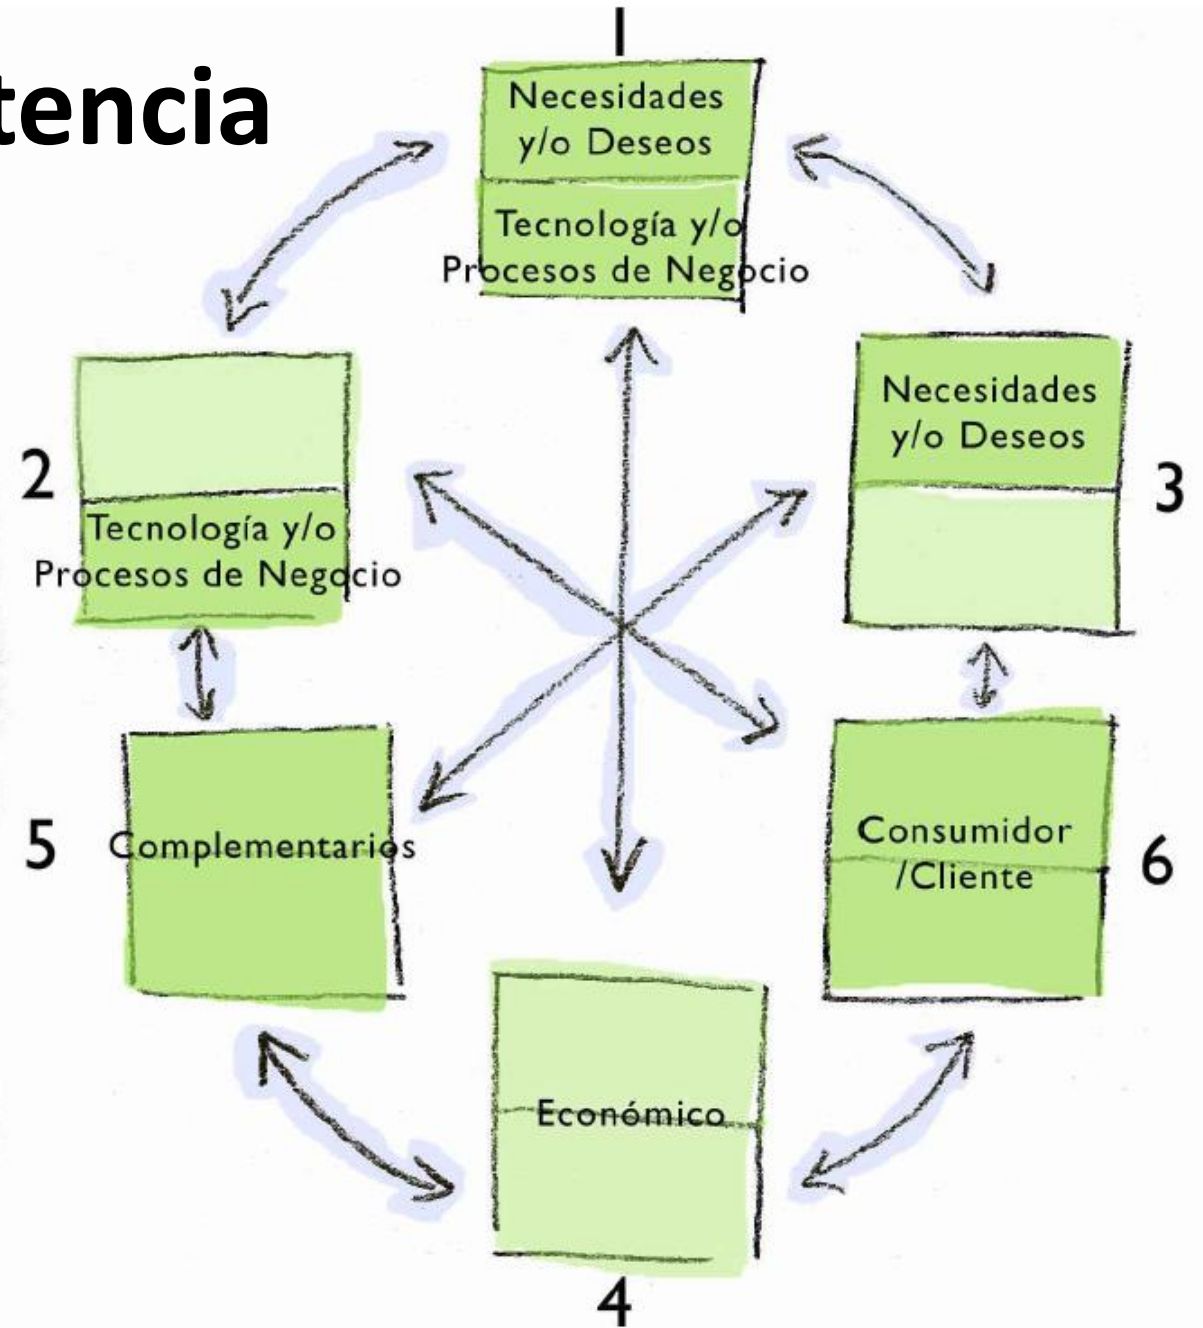 tencia
1
Necesidades
y/o Deseos
Tecnología y/o
Procesos de Negocio
2
Tecnología y/o
Procesos de Negocio
Necesidades
y/o Deseos
3
5
Complementarios
Consumidor
/Cliente
6
Económico
4